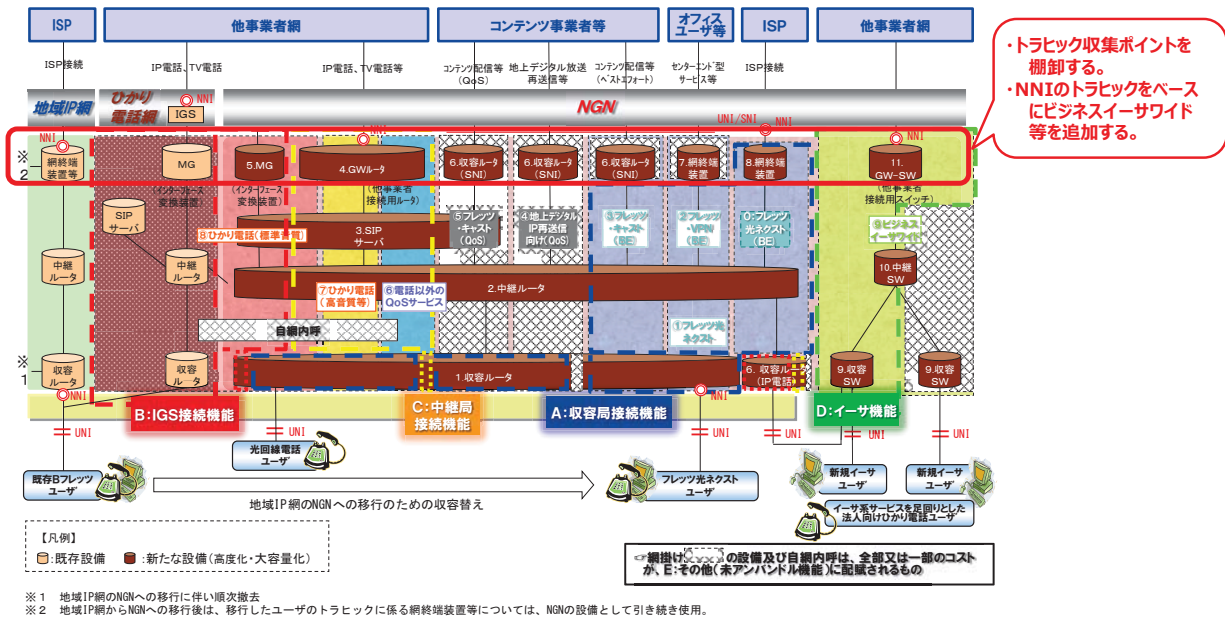 ISP
他事業者網
コンテンツ事業者等
オフィス
ユーザ等
ISP
他事業者網
・トラヒック収集ポイントを
棚卸する。
・NNIのトラヒックをベース
にビジネスイーサワイド
等を追加する。
ISP接続
IP電話、TV電話
IP電話、TV電話等
コンテンツ配信等
(QoS)
地上デジタル放送
再送信等
コンテンツ配信等
(ベストエフォート)
センターエンド型
サービス等
ISP接続
地域IP網
ひかり
電話網
NNI
IGS
NGN
NNI
NNI
UNI/SNI
NNI
NNI
※
2
網終端
装置等
MG
(インターフェース
変換装置)
5.MG
(インターフェース
変換装置)
4.GWルータ
(他事業者
接続用ルータ)
6.収容ルータ
(SNI)
6.収容ルータ
(SNI)
6.収容ルータ
(SNI)
7.網終端
装置
8.網終端
装置
11.
GW-SW
(他事業者
接続用スイッチ)
SIP
サーバ
3.SIP
サーバ
⑤フレッツ
・キャスト
(QoS)
④地上デジタル
IP再送信
向け(QoS)
③フレッツ
・キャスト
(BE)
②フレッツ
・VPN
(BE)
⓪:フレッツ
光ネクスト
(BE)
⑨ビジネス
イーサワイド
⑧ひかり電話(標準音質)
中継
ルータ
中継
ルータ
2.中継ルータ
10.中継
SW
⑦ひかり電話
(高音質等)
⑥電話以外の
QoSサービス
自網内呼
①フレッツ光
ネクスト
※
1
収容
ルータ
収容
ルータ
1.収容ルータ
6. 収容ルータ
(IP電話)
9.収容
SW
9.収容
SW
NNI
NNI
B:IGS接続機能
C:中継局
接続機能
A:収容局接続機能
D:イーサ機能
UNI
UNI
UNI
UNI
UNI
UNI
光回線電話
ユーザ
既存Bフレッツ
ユーザ
フレッツ光ネクスト
ユーザ
新規イーサ
ユーザ
新規イーサ
ユーザ
地域IP網のNGNへの移行のための収容替え
イーサ系サービスを足回りとした
法人向けひかり電話ユーザ
【凡例】
:既存設備
:新たな設備(高度化・大容量化)
☞網掛け の設備及び自網内呼は、全部又は一部のコスト
が、E:その他(未アンバンドル機能)に配賦されるもの
※1 地域IP網のNGNへの移行に伴い順次撤去
※2 地域IP網からNGNへの移行後は、移行したユーザのトラヒックに係る網終端装置等については、NGNの設備として引き続き使用。